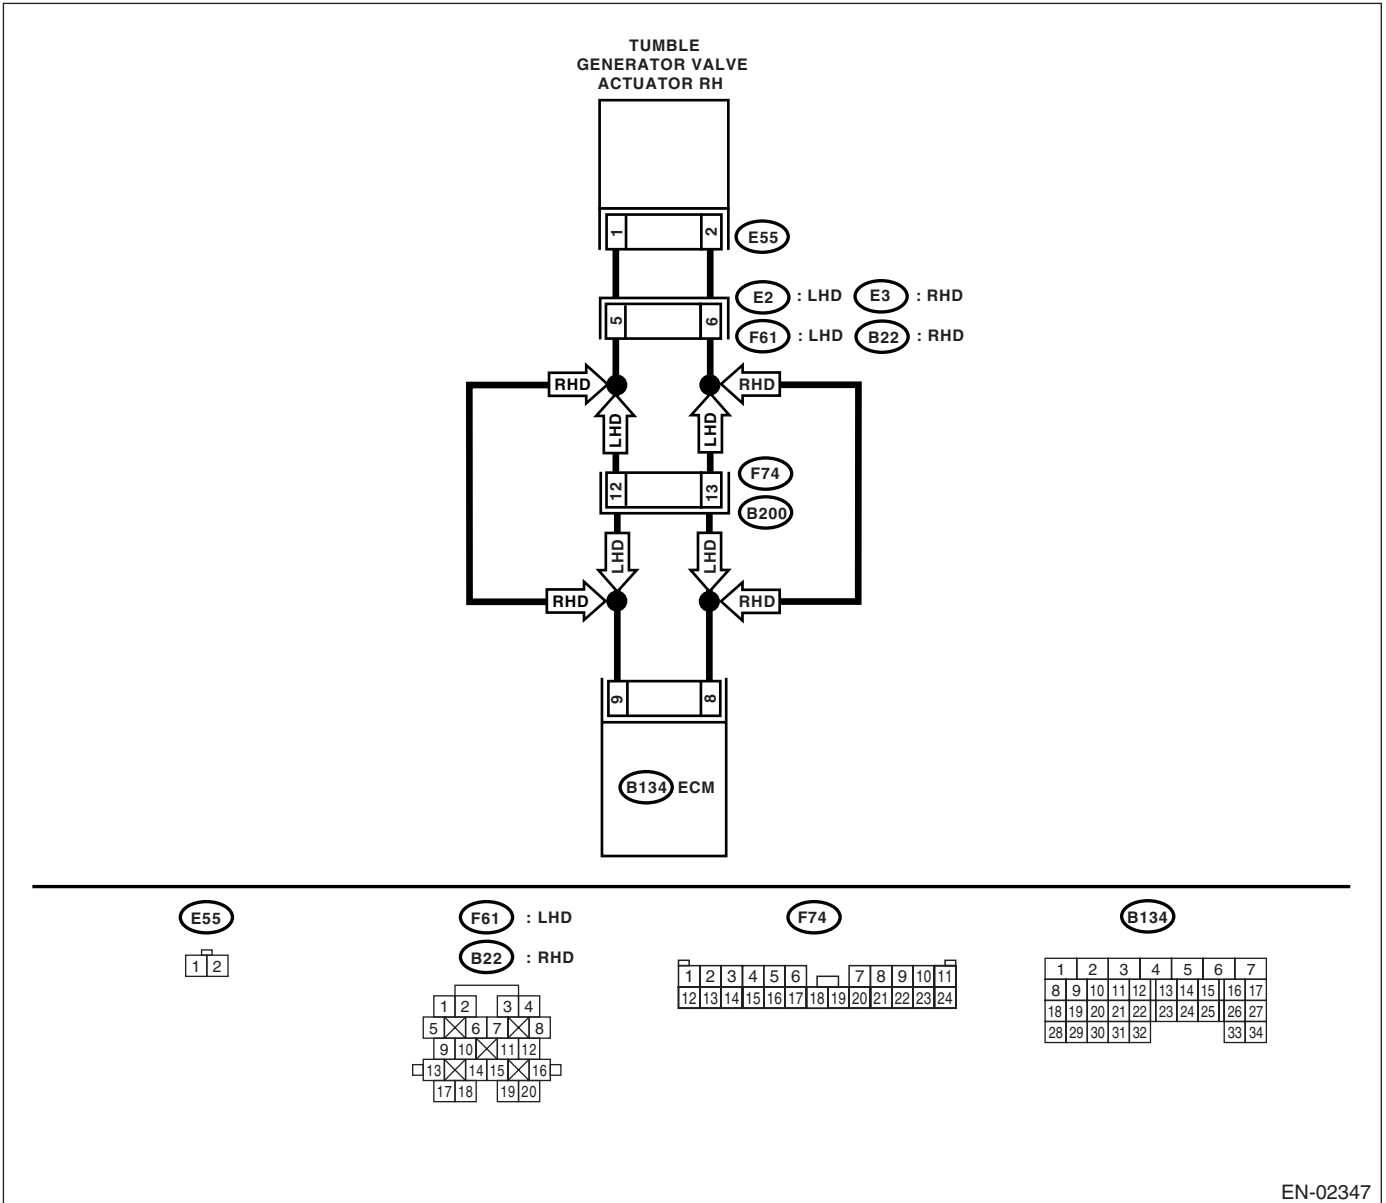 TUMBLE
GENERATOR VALVE
ACTUATOR RH
1 2 E55
E2 : LHD E3 : RHD
5 6
F61 : LHD B22 : RHD
RHD RHD
LHD LHD
F74
12 13
B200
LHD LHD
RHD RHD
9 8
B134 ECM
E55 F61 : LHD F74 B134
B22 : RHD
1 2
1 2 3 4 5 6 7 8 9 10 11
12 13 14 15 16 17 18 19 20 21 22 23 24
1 2 3 4 5 6 7
8 9 10 11 12 13 14 15 16 17
18 19 20 21 22 23 24 25 26 27
28 29 30 31 32 33 34
1 2 3 4
5 6 7 8
9 10 11 12
13 14 15 16
17 18 19 20
EN-02347